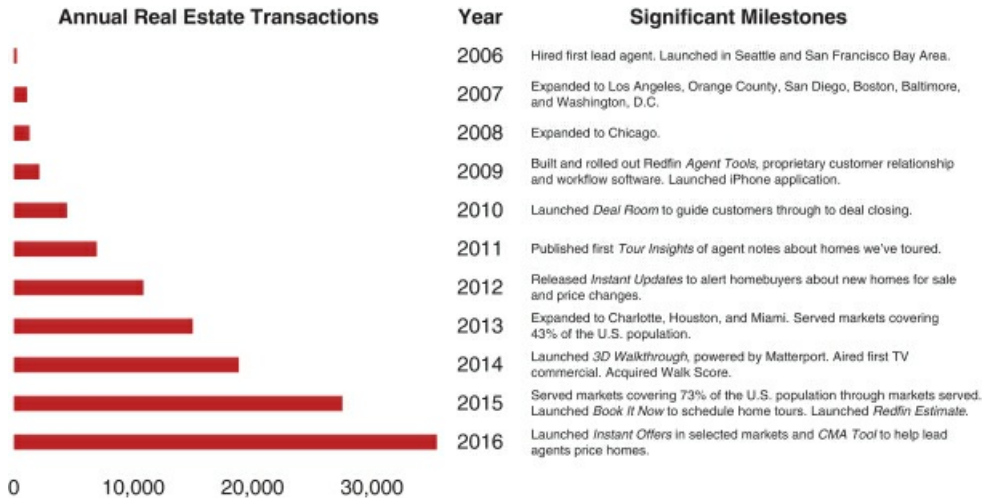 Annual Real Estate Transactions Year Significant Milestones
2006 Hired first lead agent. Launched in Seattle and San Francisco Bay Area.
2007 Expanded to Los Angeles, Orange County, San Diego, Boston, Baltimore,
and Washington, D.C.
2008 Expanded to Chicago.
2009 Built and rolled out Redfin Agent Tools, proprietary customer relationship
and workflow software. Launched iPhone application.
2010 Launched Deal Room to guide customers through to deal closing.
2011 Published first Tour Insights of agent notes about homes we've toured.
2012 Released Instant Updates to alert homebuyers about new homes for sale
and price changes.
2013 Expanded to Charlotte, Houston, and Miami. Served markets covering
43% of the U.S. population.
2014 Launched 3D Walkthrough, powered by Matterport. Aired first TV
commercial. Acquired Walk Score.
2015 Served markets covering 73% of the U.S. population through markets served.
Launched Book It Now to schedule home tours. Launched Redfin Estimate.
2016 Launched Instant Offers in selected markets and CMA Tool to help lead
agents price homes.
0 10,000 20,000 30,000